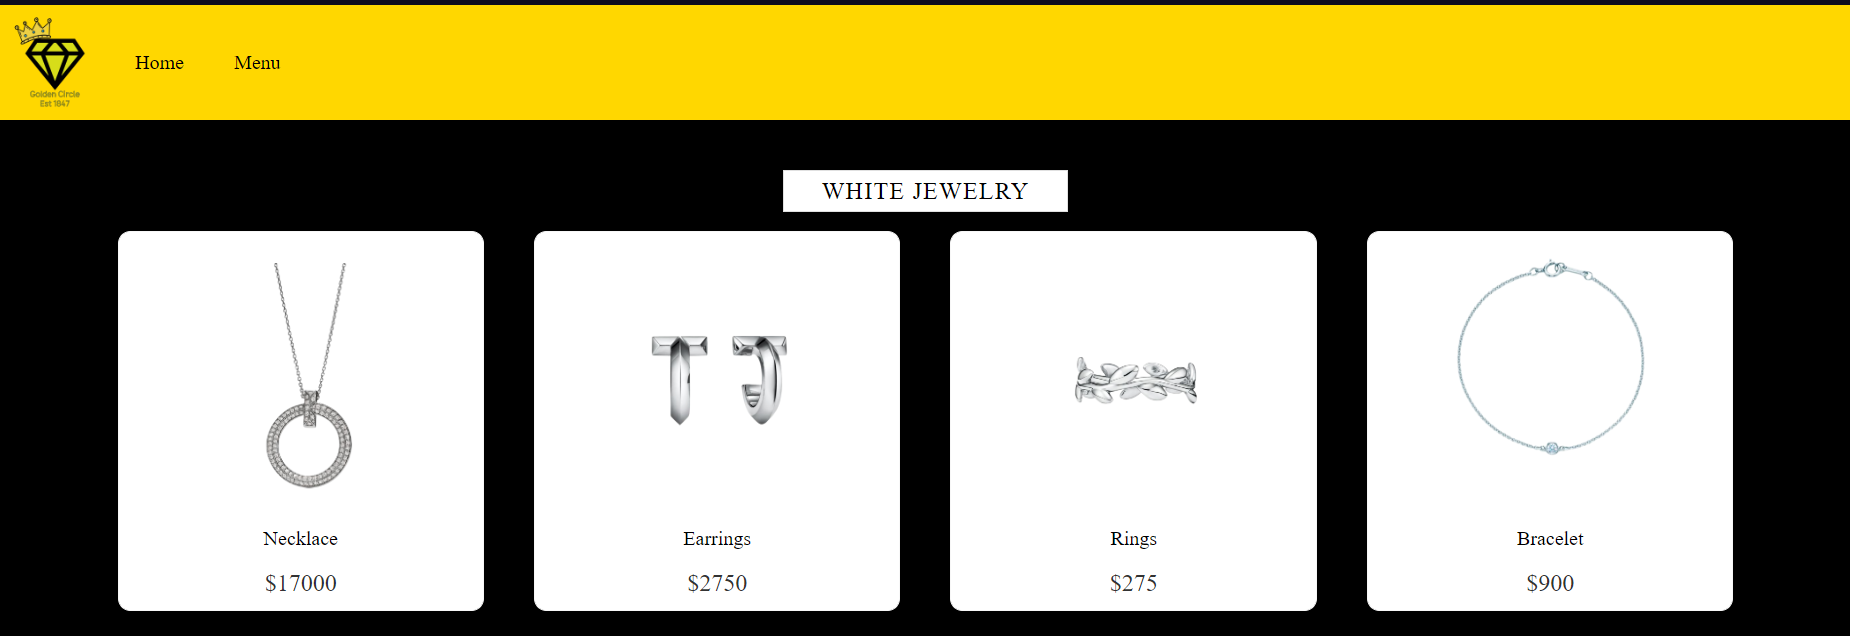 Golden Circle
Est 1847
Home Menu
WHITE JEWELRY
Necklace Earrings Rings Bracelet
$17000 $2750 $275 $900